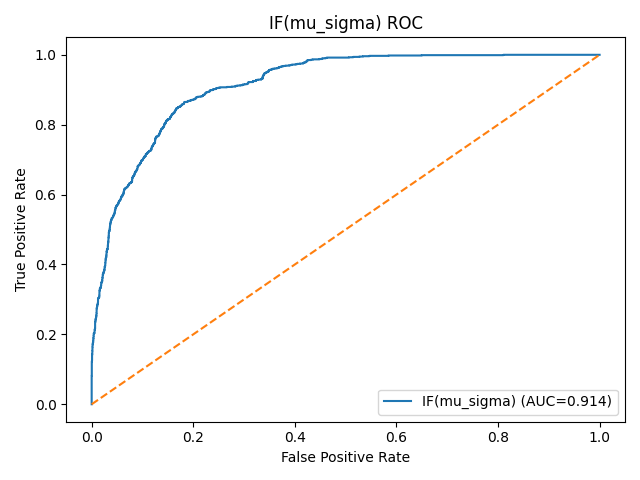 IF(mu_sigma) ROC
True Positive Rate
1.0
0.8
0.6
0.4
0.2
0.0
IF(mu_sigma) (AUC=0.914)
0.0 0.2 0.4 0.6 0.8 1.0
False Positive Rate